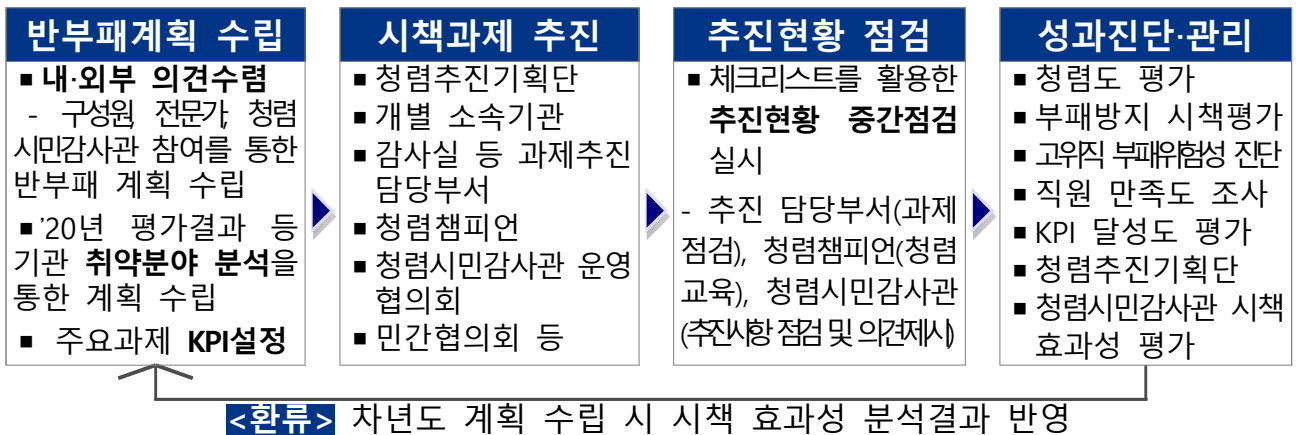 반부패계획 수립
■ 내·외부 의견수렴
- 구성원, 전문가, 청렴
시민감사관 참여를 통한
반부패 계획 수립
■ '20년 평가결과 등
기관 취약분야 분석을
통한 계획 수립
■ 주요과제 KPI설정
시책과제 추진
■ 청렴추진기획단
■ 개별 소속기관
■ 감사실 등 과제추진
담당부서
■ 청렴챔피언
■ 청렴시민감사관 운영
협의회
■ 민간협의회 등
추진현황 점검
■ 체크리스트를 활용한
추진현황 중간점검
실시
- 추진 담당부서(과제
점검), 청렴챔피언(청렴
교육), 청렴시민감사관
(추진사항 점검 및 의견제시)
성과진단·관리
■ 청렴도 평가
■ 부패방지 시책평가
■ 고위직 부패위험성 진단
■ 직원 만족도 조사
■ KPI 달성도 평가
■ 청렴추진기획단
■ 청렴시민감사관 시책
효과성 평가
<환류> 차년도 계획 수립 시 시책 효과성 분석결과 반영